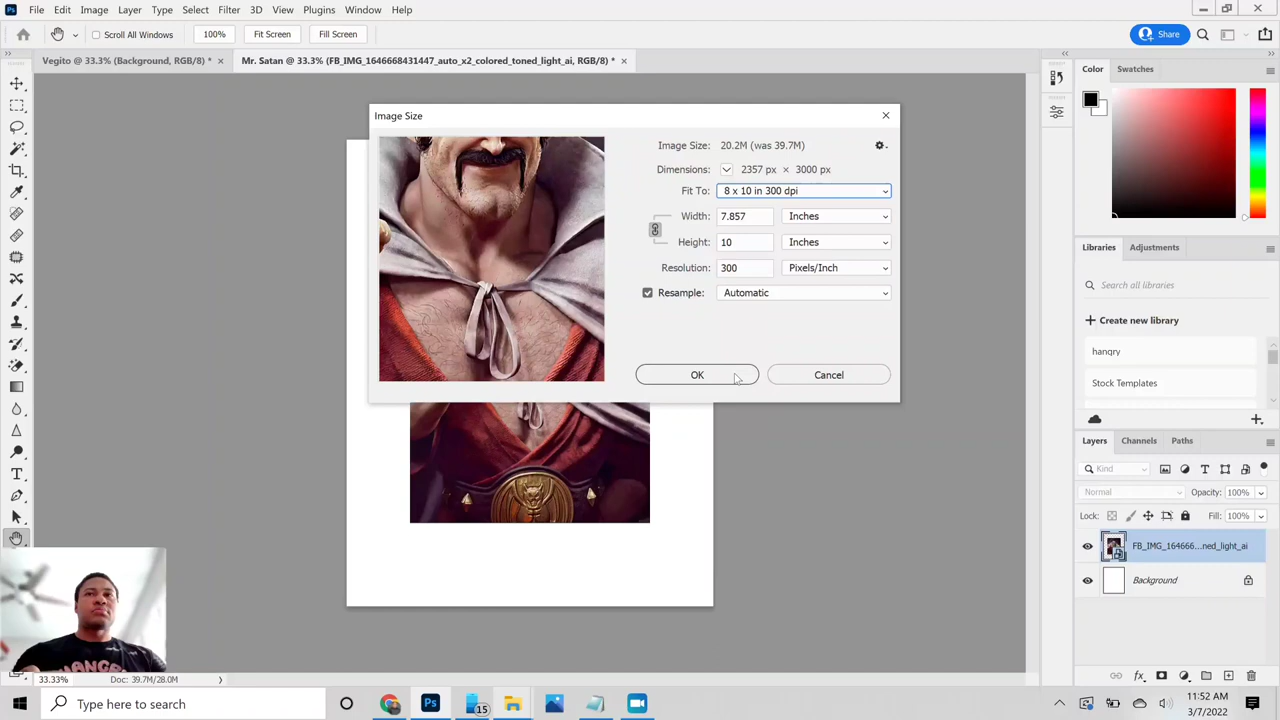 Ps File Edit Image Layer Type Select Filter 3D View Plugins Window Help
Scroll All Windows 100% Fit Screen Fill Screen Share
Vegito @ 33.3% (Background, RGB/8) * × Mr. Satan @ 33.3% (FB_IMG_1646668431447_auto_x2_colored_toned_light_ai, RGB/8) * ×
Color Swatches
Image Size
Image Size: 20.2M (was 39.7M)
Dimensions: 2357 px × 3000 px
Fit To: 8 x 10 in 300 dpi
Width: 7.857 Inches
Height: 10 Inches
Resolution: 300 Pixels/Inch
Resample: Automatic
OK Cancel
Libraries Adjustments
Search all libraries
+ Create new library
hangry
Stock Templates
Layers Channels Paths
Kind
Normal Opacity: 100%
Lock: Fill: 100%
FB_IMG_164666...ned_light_ai
Background
33.33% Doc: 39.7M/28.0M
Type here to search
Ps
15
11:52 AM
3/7/2022